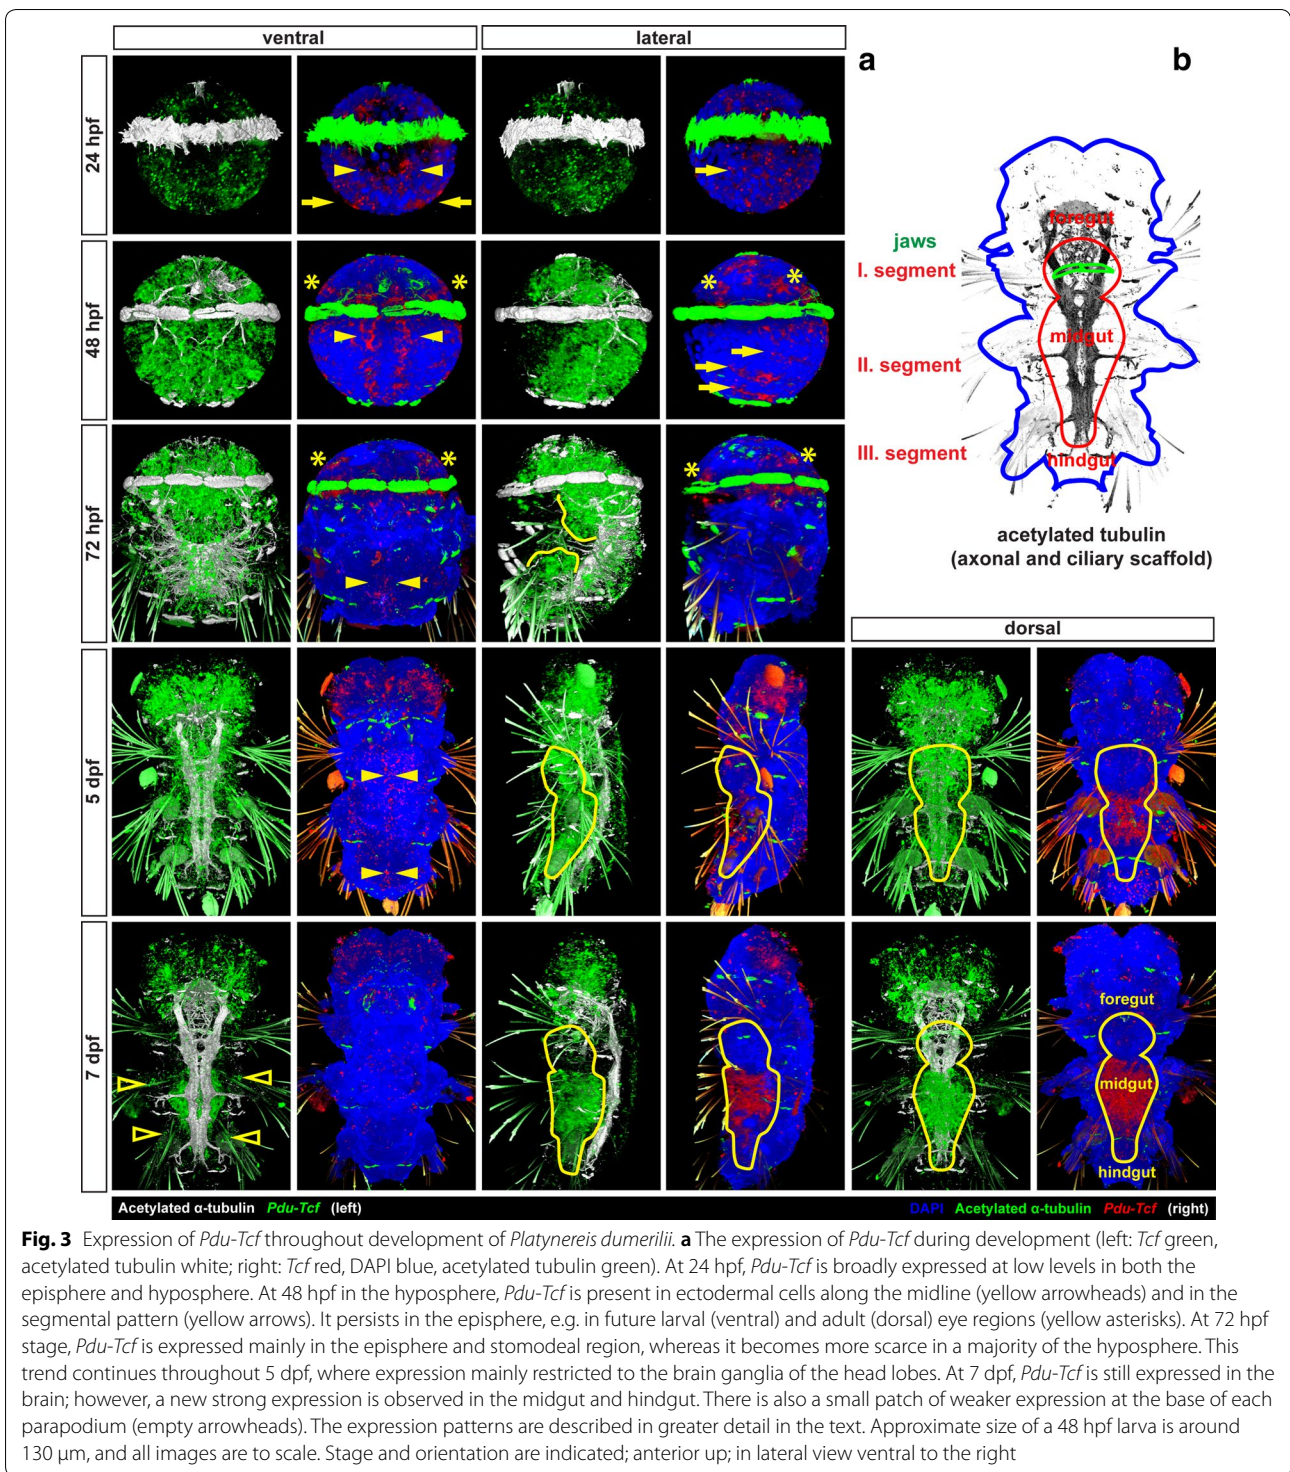 ventral
lateral
a
b
24 hpf
48 hpf
72 hpf
5 dpf
7 dpf
foregut
jaws
I. segment
midgut
II. segment
III. segment
hindgut
acetylated tubulin
(axonal and ciliary scaffold)
dorsal
foregut
midgut
hindgut
Acetylated α-tubulin Pdu-Tcf (left)
DAPI Acetylated α-tubulin Pdu-Tcf (right)
Fig. 3 Expression of Pdu-Tcf throughout development of Platynereis dumerilii. a The expression of Pdu-Tcf during development (left: Tcf green,
acetylated tubulin white; right: Tcf red, DAPI blue, acetylated tubulin green). At 24 hpf, Pdu-Tcf is broadly expressed at low levels in both the
episphere and hyposphere. At 48 hpf in the hyposphere, Pdu-Tcf is present in ectodermal cells along the midline (yellow arrowheads) and in the
segmental pattern (yellow arrows). It persists in the episphere, e.g. in future larval (ventral) and adult (dorsal) eye regions (yellow asterisks). At 72 hpf
stage, Pdu-Tcf is expressed mainly in the episphere and stomodeal region, whereas it becomes more scarce in a majority of the hyposphere. This
trend continues throughout 5 dpf, where expression mainly restricted to the brain ganglia of the head lobes. At 7 dpf, Pdu-Tcf is still expressed in the
brain; however, a new strong expression is observed in the midgut and hindgut. There is also a small patch of weaker expression at the base of each
parapodium (empty arrowheads). The expression patterns are described in greater detail in the text. Approximate size of a 48 hpf larva is around
130 μm, and all images are to scale. Stage and orientation are indicated; anterior up; in lateral view ventral to the right